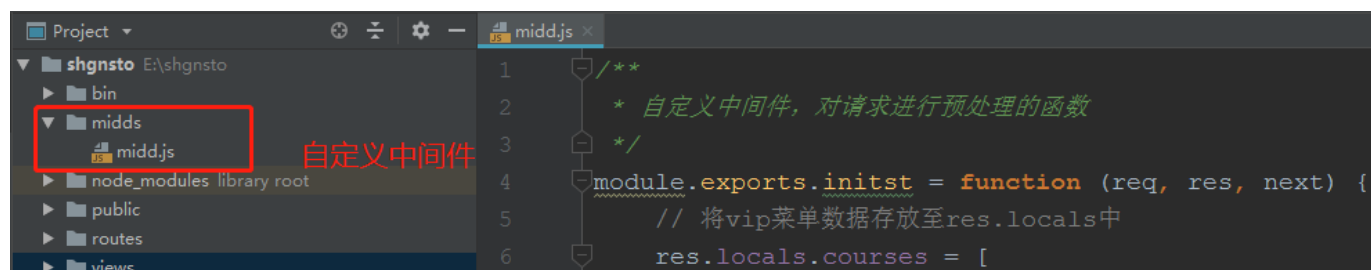 Project
midd.js
shgnsto E:\shgnsto
bin
midds
midd.js
自定义中间件
node_modules library root
public
routes
views
1 /**
2 * 自定义中间件，对请求进行预处理的函数
3 */
4 module.exports.initst = function (req, res, next) {
5 // 将vip菜单数据存放至res.locals中
6 res.locals.courses = [